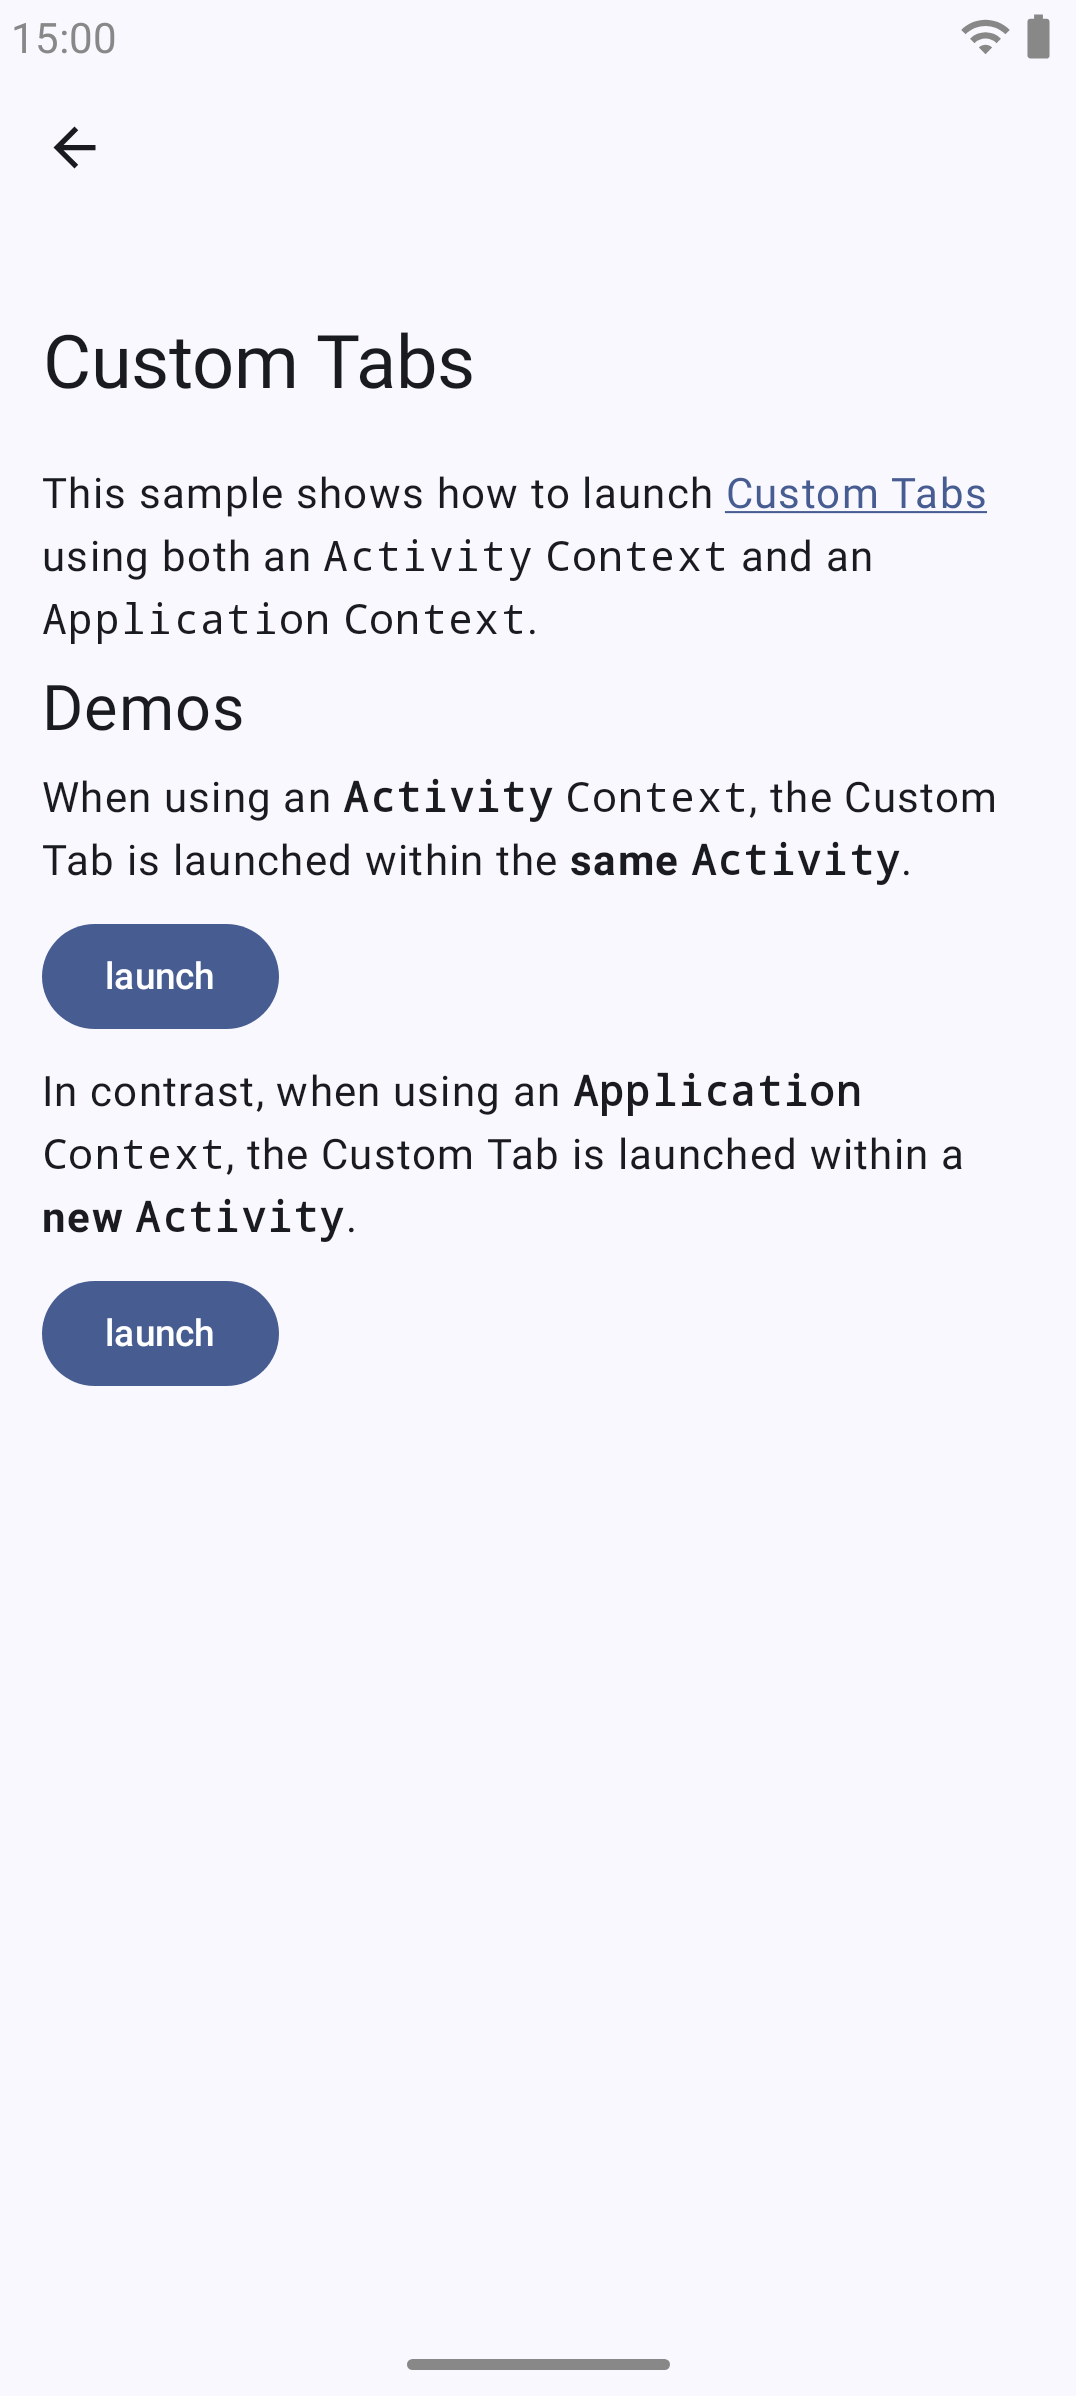 15:00
Custom Tabs
This sample shows how to launch Custom Tabs
using both an Activity Context and an
Application Context.
Demos
When using an Activity Context, the Custom
Tab is launched within the same Activity.
launch
In contrast, when using an Application
Context, the Custom Tab is launched within a
new Activity.
launch